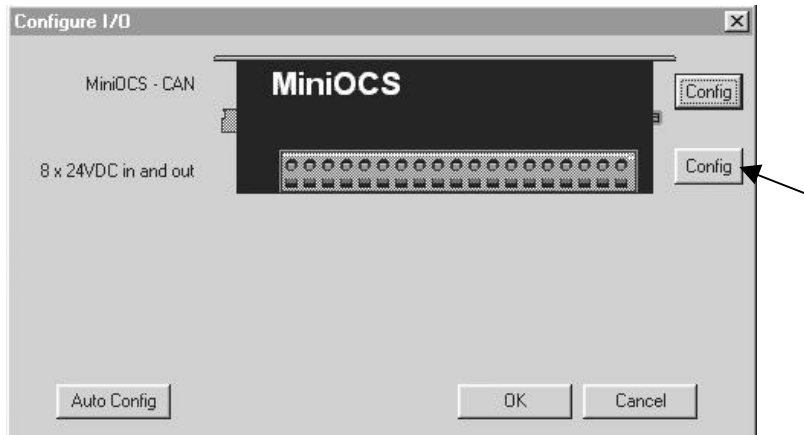 Configure I/O
MiniOCS - CAN
MiniOCS
Config
8 x 24VDC in and out
Config
Auto Config
OK
Cancel